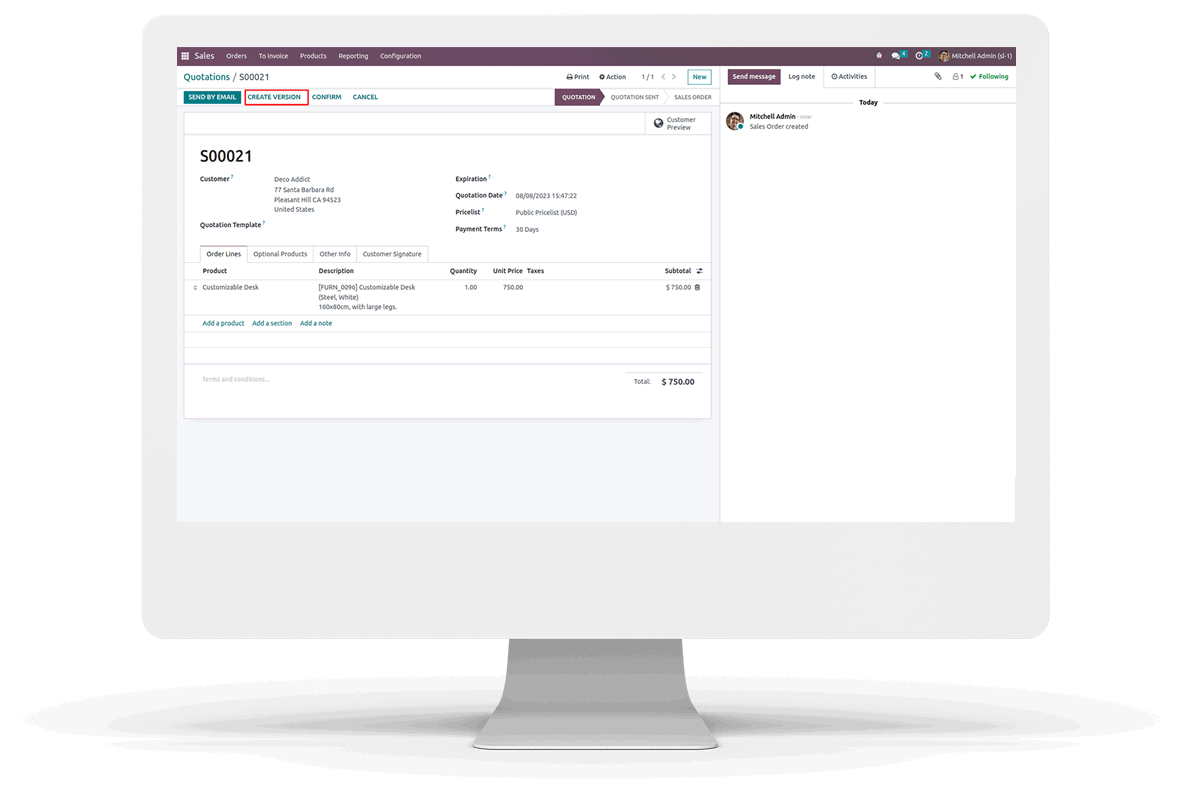 Sales Orders To Invoice Products Reporting Configuration 4 2 Mitchell Admin (sl-1)
Quotations / S00021 Print Action 1 / 1 New
SEND BY EMAIL CREATE VERSION CONFIRM CANCEL QUOTATION QUOTATION SENT SALES ORDER
Customer
Preview
S00021
Customer ? Deco Addict
77 Santa Barbara Rd
Pleasant Hill CA 94523
United States
Quotation Template ?
Expiration ?
Quotation Date ? 08/08/2023 15:47:22
Pricelist ? Public Pricelist (USD)
Payment Terms ? 30 Days
Order Lines Optional Products Other Info Customer Signature
Product Description Quantity Unit Price Taxes Subtotal
Customizable Desk [FURN_0096] Customizable Desk 1.00 750.00 $ 750.00
(Steel, White)
160x80cm, with large legs.
Add a product Add a section Add a note
Terms and conditions...
Total: $ 750.00
Send message Log note Activities 1 Following
Today
Mitchell Admin - now
Sales Order created